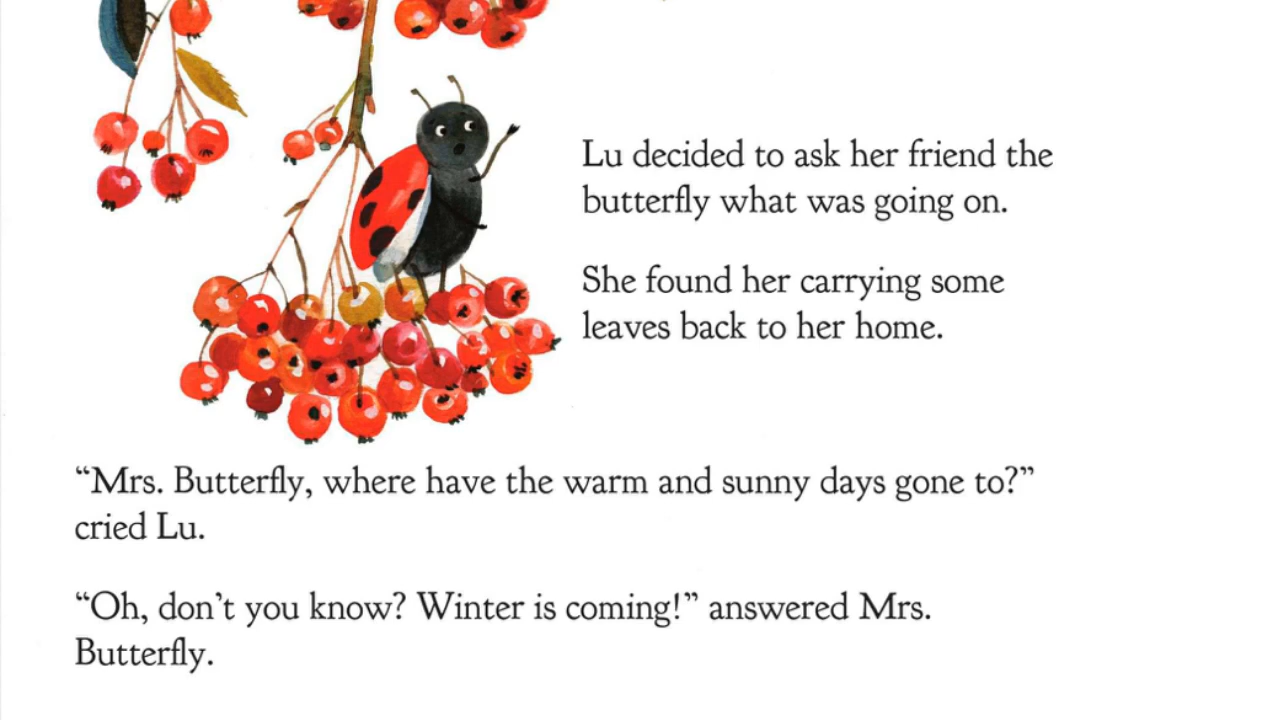 Lu decided to ask her friend the
butterfly what was going on.
She found her carrying some
leaves back to her home.
“Mrs. Butterfly, where have the warm and sunny days gone to?”
cried Lu.
“Oh, don’t you know? Winter is coming!” answered Mrs.
Butterfly.